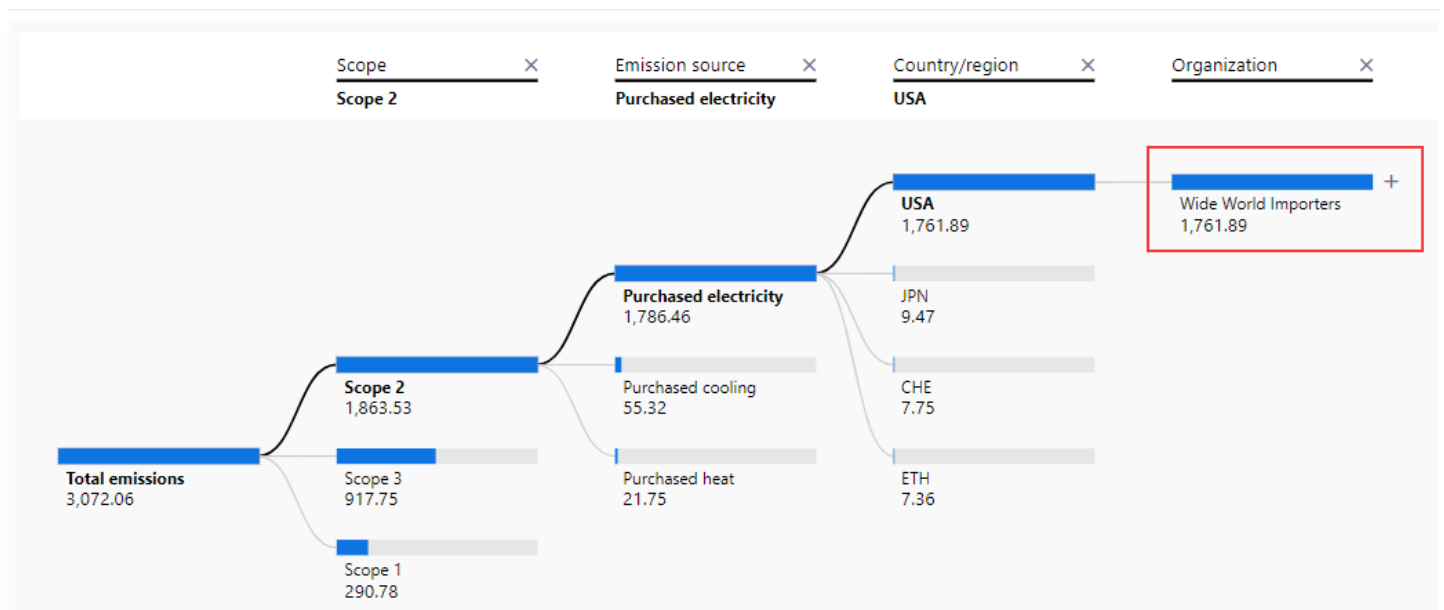 Scope
Scope 2
Emission source
Purchased electricity
Country/region
USA
Organization
Total emissions
3,072.06
Scope 2
1,863.53
Scope 3
917.75
Scope 1
290.78
Purchased electricity
1,786.46
Purchased cooling
55.32
Purchased heat
21.75
USA
1,761.89
JPN
9.47
CHE
7.75
ETH
7.36
Wide World Importers
1,761.89